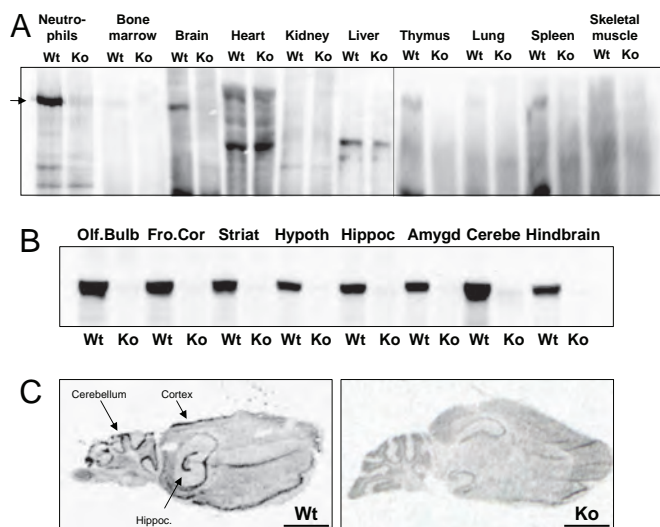 A
Neutro-
phils
Bone
marrow
Brain
Heart
Kidney
Liver
Thymus
Lung
Spleen
Skeletal
muscle
Wt Ko Wt Ko Wt Ko Wt Ko Wt Ko Wt Ko Wt Ko Wt Ko Wt Ko Wt Ko
B
Olf.Bulb Fro.Cor Striat Hypoth Hippoc Amygd Cerebe Hindbrain
Wt Ko Wt Ko Wt Ko Wt Ko Wt Ko Wt Ko Wt Ko Wt Ko
C
Cerebellum
Cortex
Hippoc.
Wt
Ko